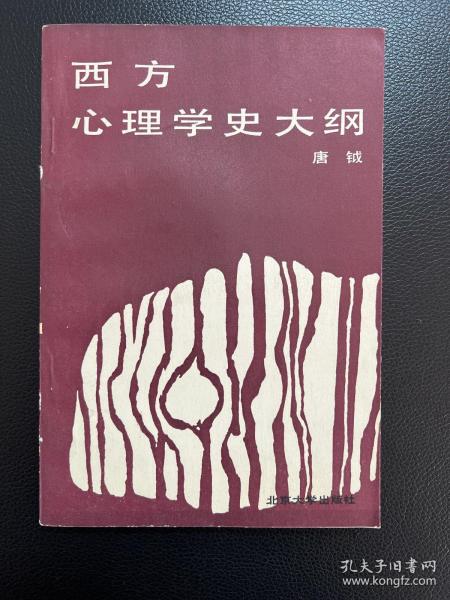 西方
心理学史大纲
唐钺
北京大学出版社
孔夫子旧书网
www.kongfz.com